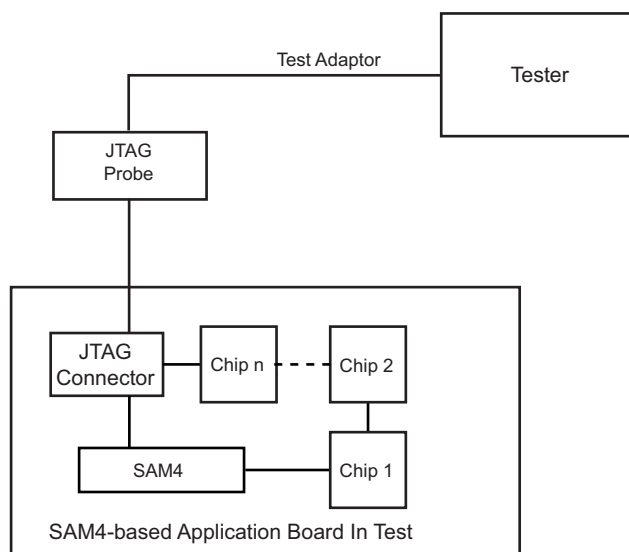 Test Adaptor
Tester
JTAG
Probe
JTAG
Connector
Chip n
Chip 2
SAM4
Chip 1
SAM4-based Application Board In Test